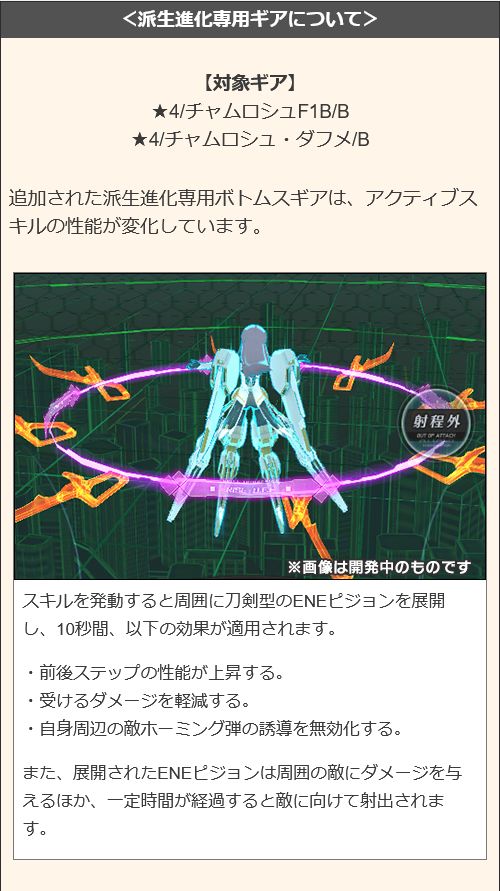 ＜派生進化専用ギアについて＞
【対象ギア】
★4/チャムロシュF1B/B
★4/チャムロシュ・ダフメ/B
追加された派生進化専用ボトムスギアは、アクティブス
キルの性能が変化しています。
射程外
OUT OF ATTACK
※画像は開発中のものです
スキルを発動すると周囲に刀剣型のENEピジョンを展開
し、10秒間、以下の効果が適用されます。
・前後ステップの性能が上昇する。
・受けるダメージを軽減する。
・自身周辺の敵ホーミング弾の誘導を無効化する。
また、展開されたENEピジョンは周囲の敵にダメージを与
えるほか、一定時間が経過すると敵に向けて射出されま
す。